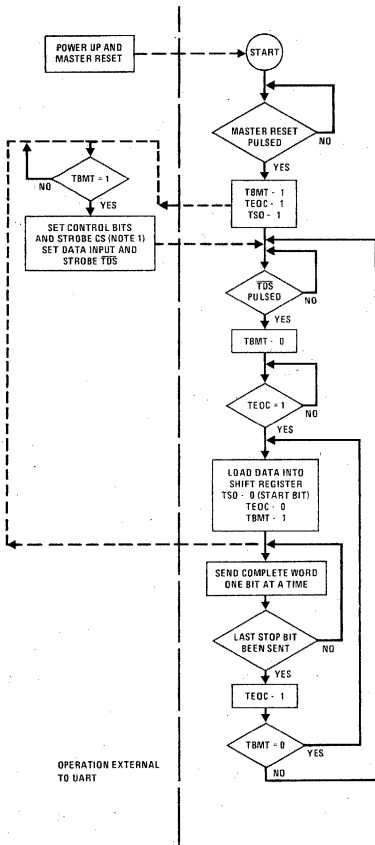 POWER UP AND
MASTER RESET
START
MASTER RESET
PULSED
NO
YES
TBMT - 1
TEOC - 1
TSO - 1
TBMT = 1
NO
YES
SET CONTROL BITS
AND STROBE CS (NOTE 1)
SET DATA INPUT AND
STROBE TDS
TDS
PULSED
NO
YES
TBMT - 0
TEOC = 1
NO
YES
LOAD DATA INTO
SHIFT REGISTER
TSO - 0 (START BIT)
TEOC - 0
TBMT - 1
SEND COMPLETE WORD
ONE BIT AT A TIME
LAST STOP BIT
BEEN SENT
NO
YES
TEOC - 1
TBMT = 0
YES
NO
OPERATION EXTERNAL
TO UART